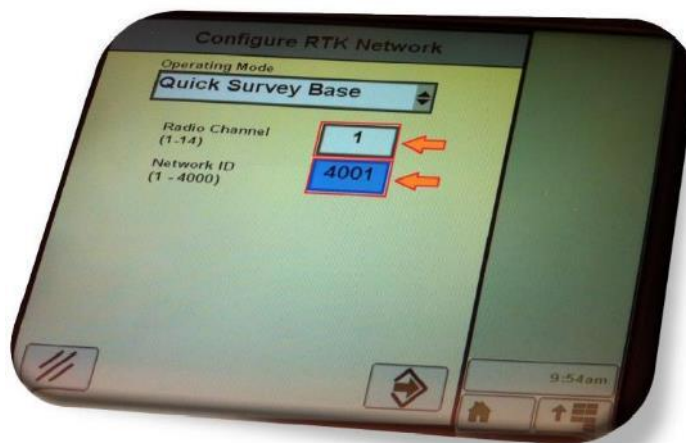 Configure RTK Network
Operating Mode
Quick Survey Base
Radio Channel
(1-14)
1
Network ID
(1 - 4000)
4001
9:54am